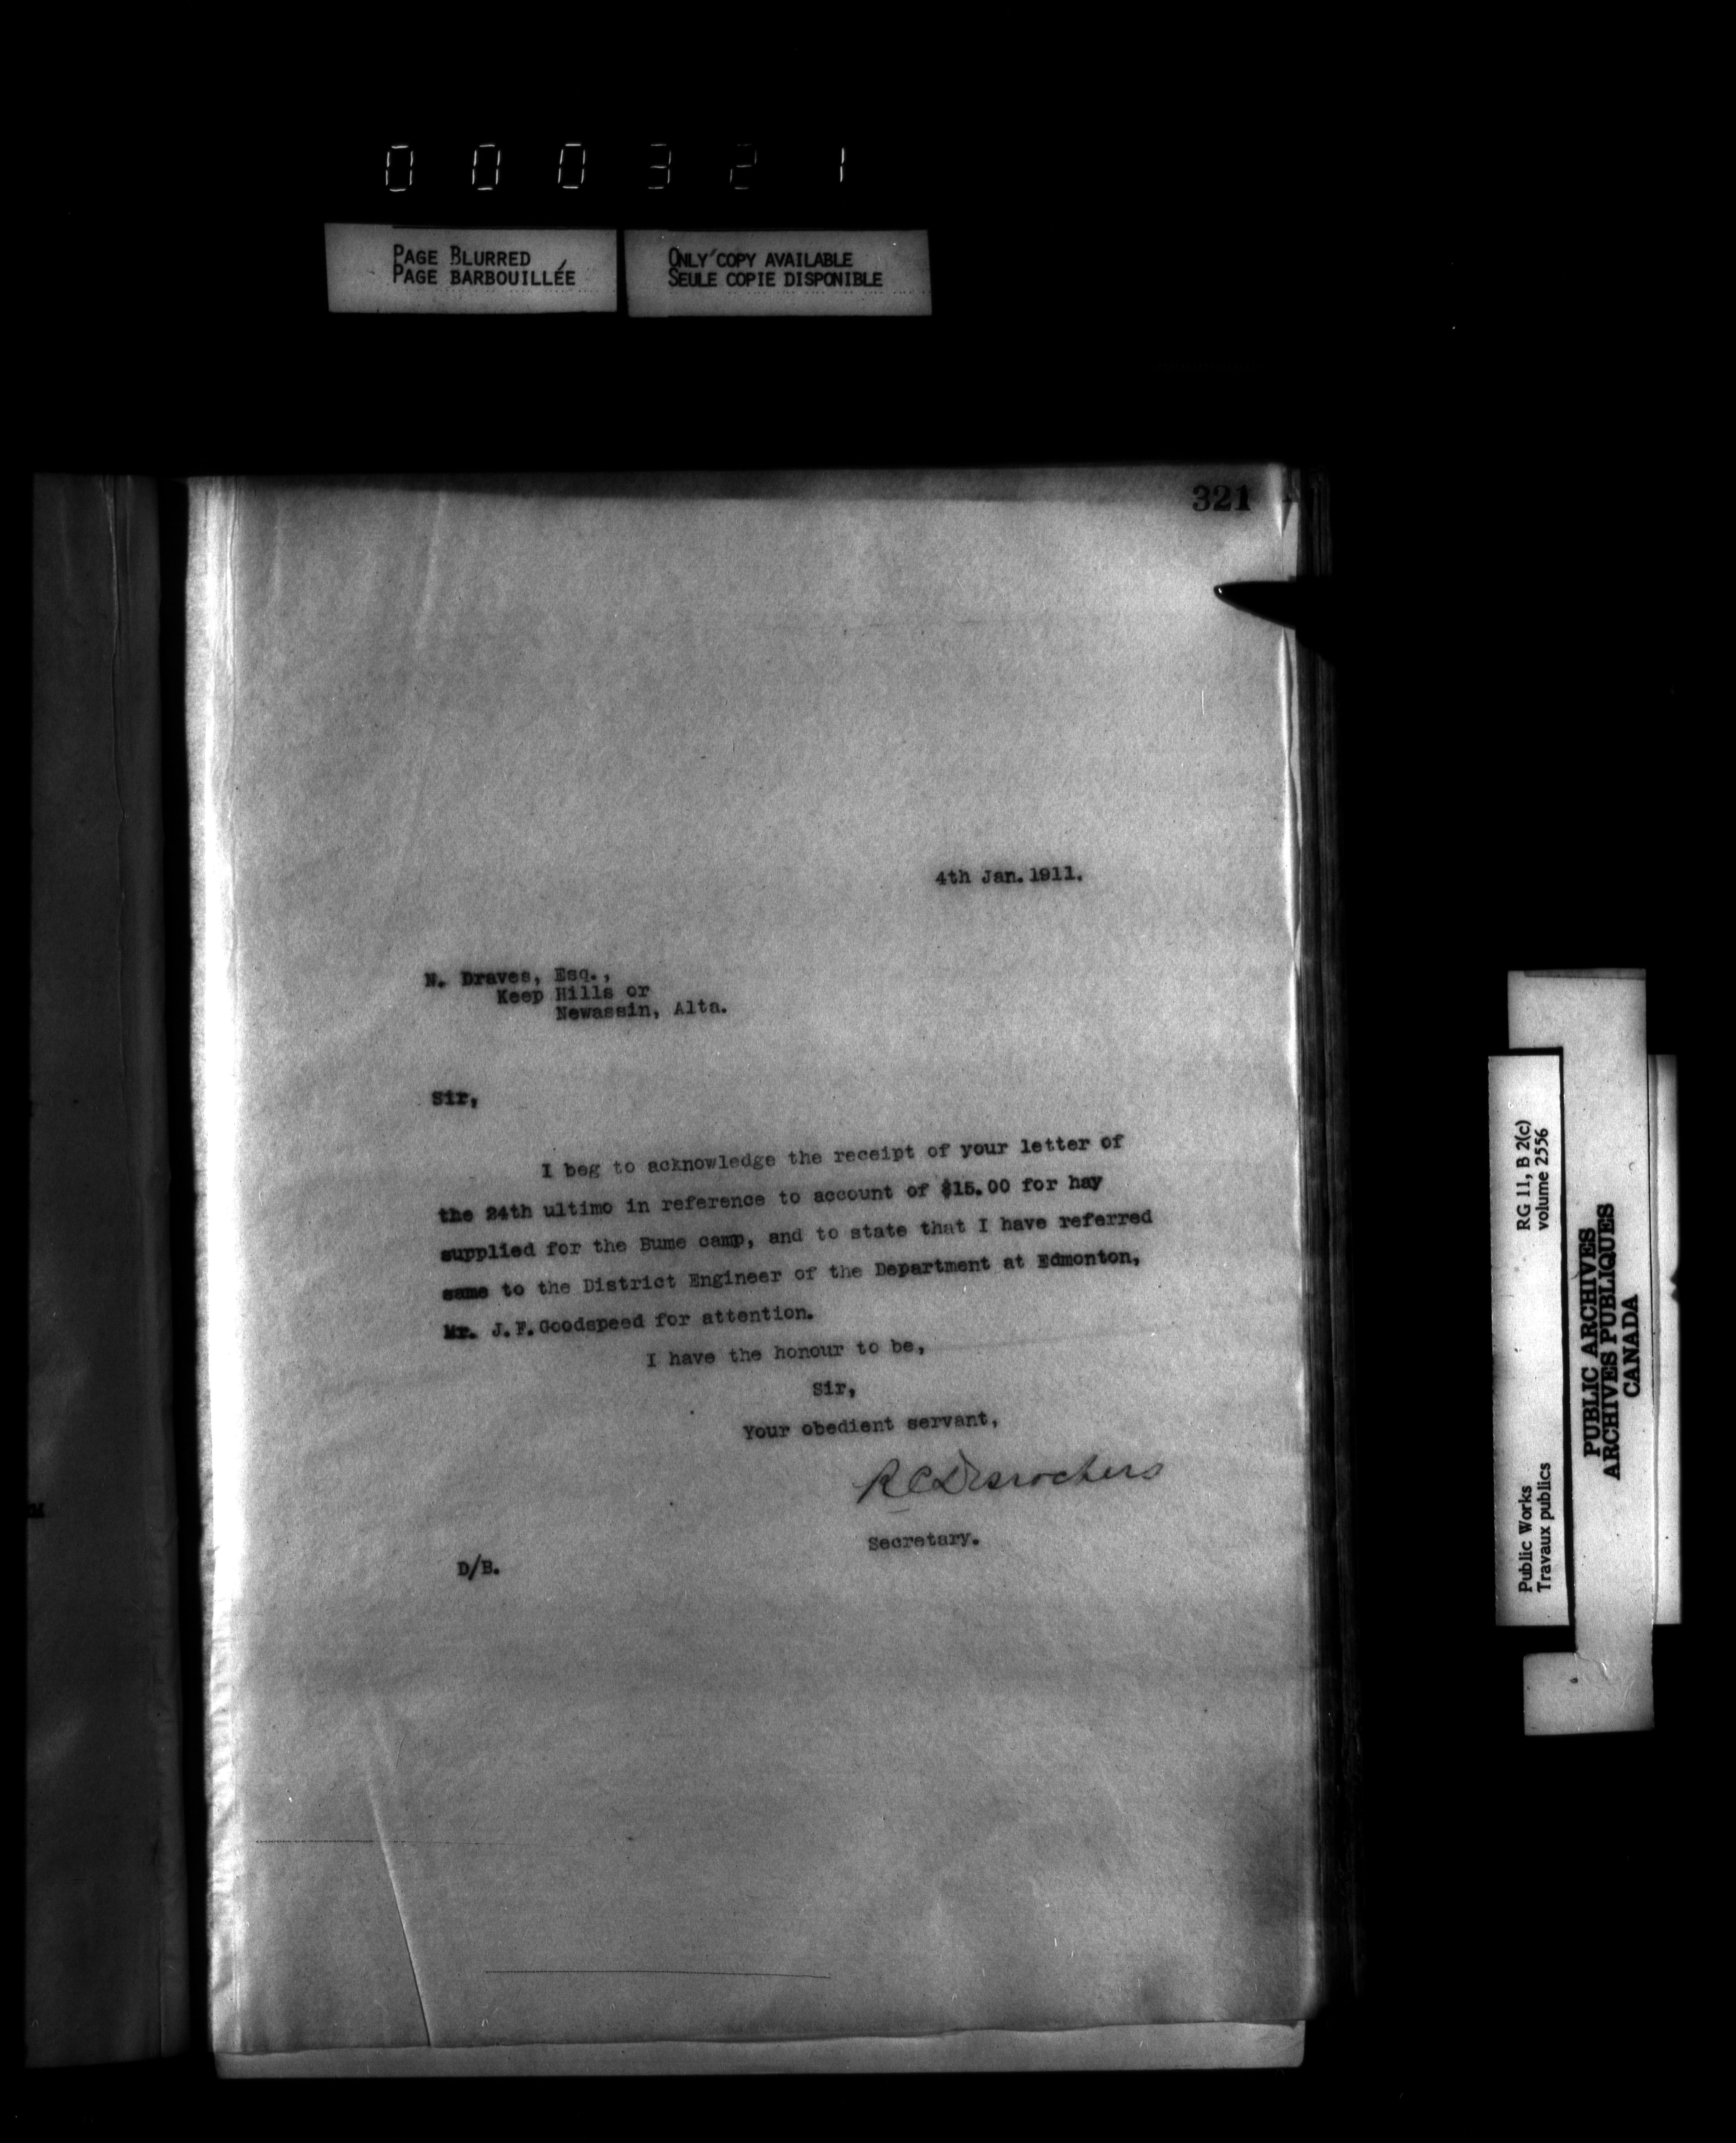 0 0 0 3 2 1
PAGE BLURRED
PAGE BARBOUILLÉE
ONLY COPY AVAILABLE
SEULE COPIE DISPONIBLE
321
4th Jan. 1911.
N. Draves, Esq.,
Keep Hills or
Newassin, Alta.
Sir,
I beg to acknowledge the receipt of your letter of
the 24th ultimo in reference to account of $15.00 for hay
supplied for the Bume camp, and to state that I have referred
same to the District Engineer of the Department at Edmonton,
Mr. J.F. Goodspeed for attention.
I have the honour to be,
Sir,
Your obedient servant,
R C Desrochers
Secretary.
D/B.
RG 11, B 2(c)
volume 2556
Public Works
Travaux publics
PUBLIC ARCHIVES
ARCHIVES PUBLIQUES
CANADA